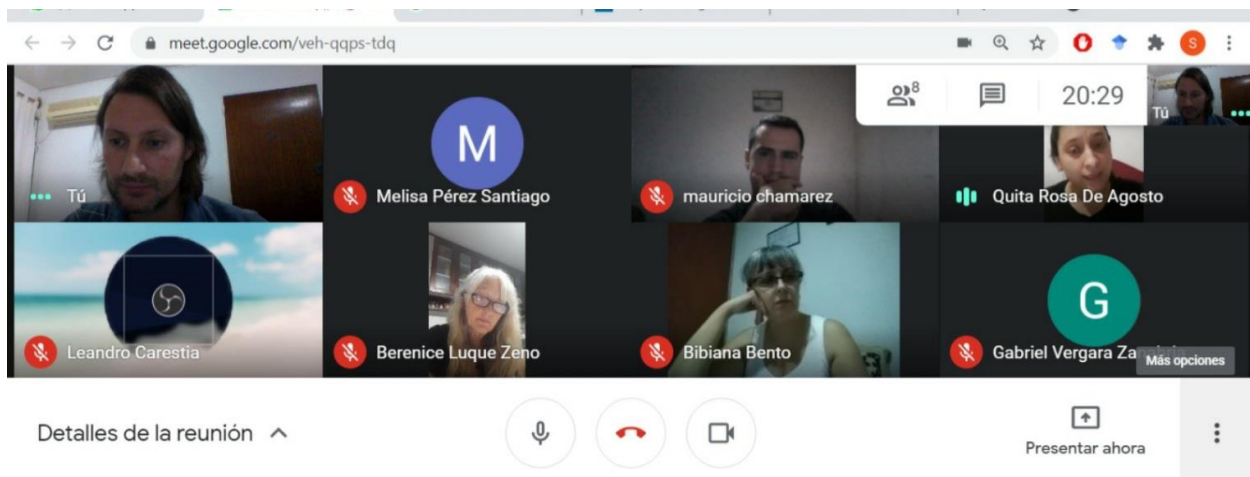 meet.google.com/veh-qqps-tdq
S
8
20:29
Tú
Tú
M
Melisa Pérez Santiago
mauricio chamarez
Quita Rosa De Agosto
Leandro Carestia
Berenice Luque Zeno
Bibiana Bento
G
Gabriel Vergara
Más opciones
Detalles de la reunión
Presentar ahora